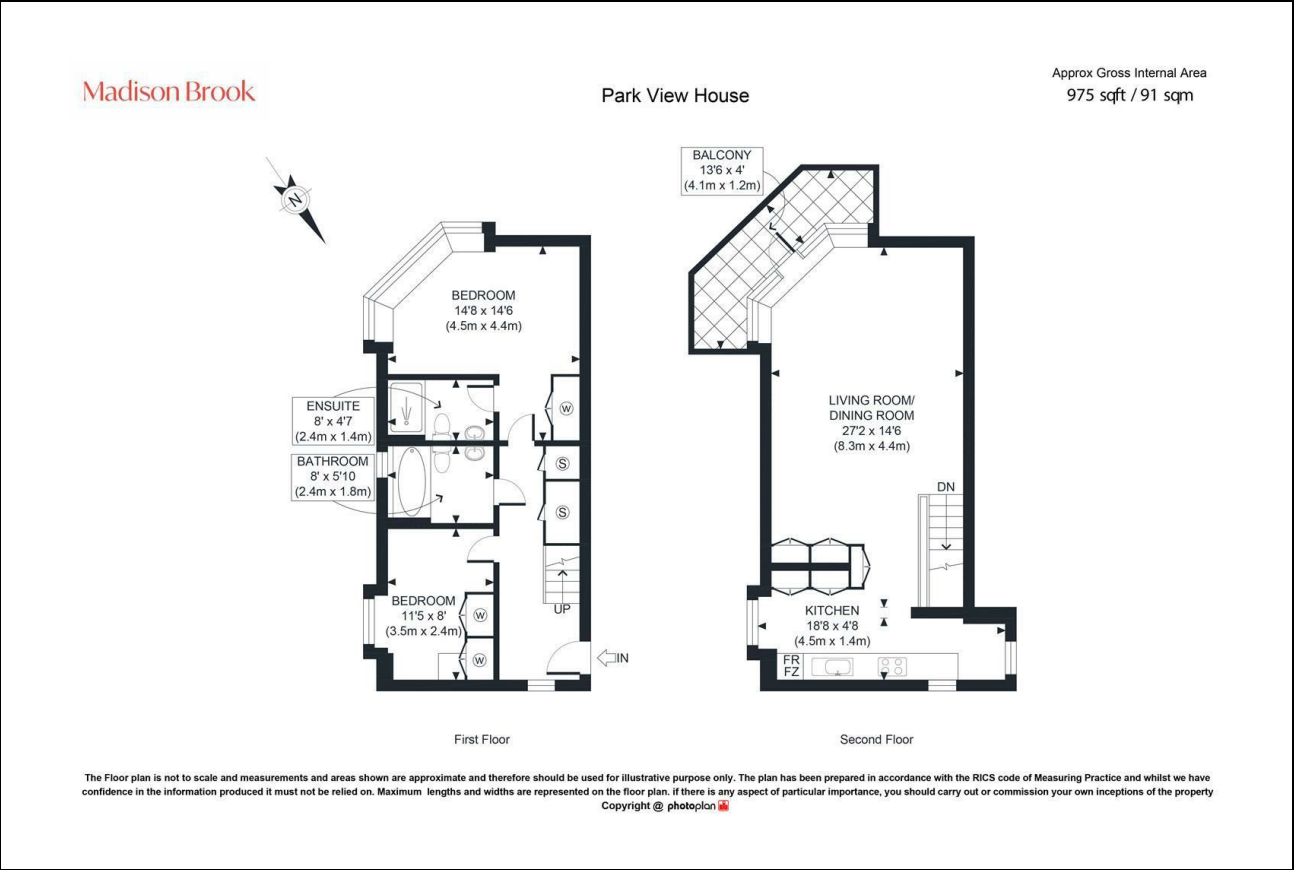 Madison Brook
Park View House
Approx Gross Internal Area
975 sqft / 91 sqm
N
BEDROOM
14'8 x 14'6
(4.5m x 4.4m)
W
ENSUITE
8' x 4'7
(2.4m x 1.4m)
BATHROOM
8' x 5'10
(2.4m x 1.8m)
S
S
BEDROOM
11'5 x 8'
(3.5m x 2.4m)
W
W
UP
IN
First Floor
BALCONY
13'6 x 4'
(4.1m x 1.2m)
LIVING ROOM/
DINING ROOM
27'2 x 14'6
(8.3m x 4.4m)
DN
KITCHEN
18'8 x 4'8
(4.5m x 1.4m)
FR
FZ
Second Floor
The Floor plan is not to scale and measurements and areas shown are approximate and therefore should be used for illustrative purpose only. The plan has been prepared in accordance with the RICS code of Measuring Practice and whilst we have
confidence in the information produced it must not be relied on. Maximum lengths and widths are represented on the floor plan. if there is any aspect of particular importance, you should carry out or commission your own inceptions of the property
Copyright @ photoplan